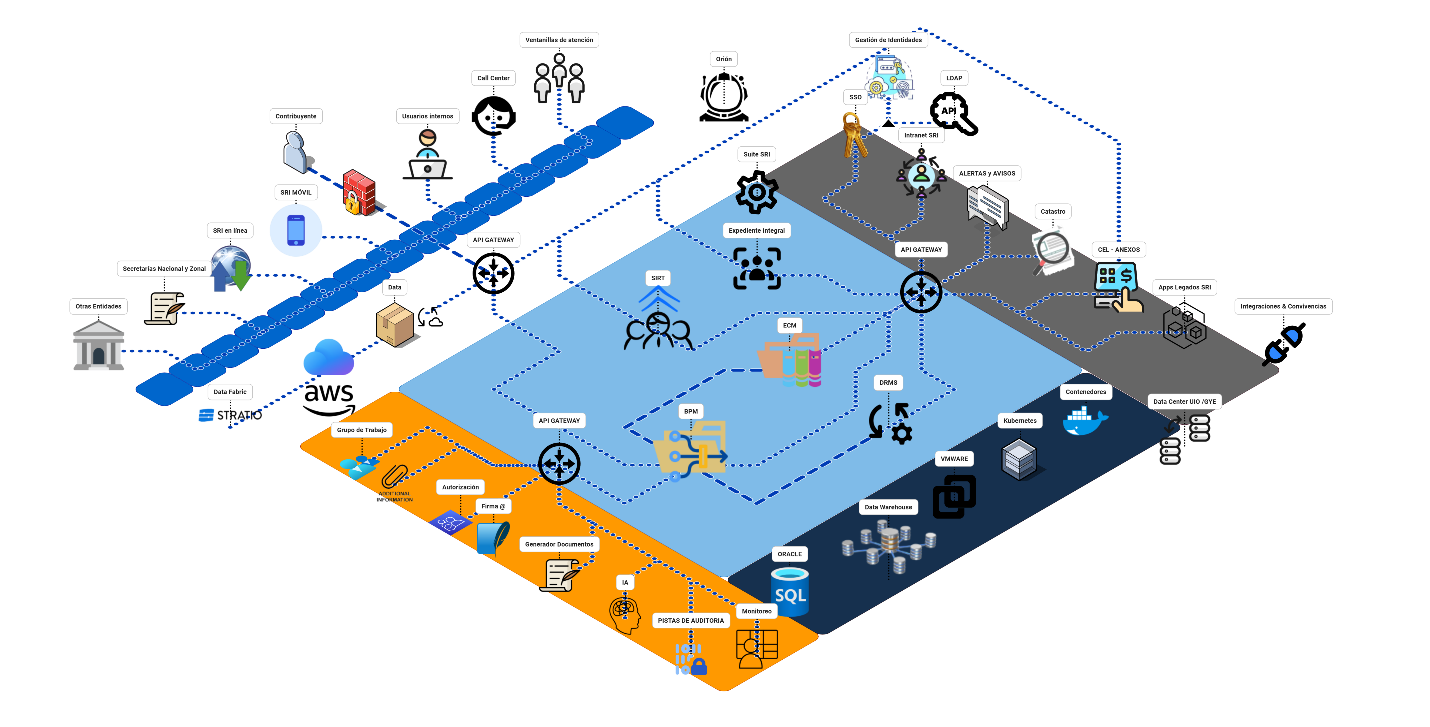 Ventanillas de atención
Gestión de Identidades
Orión
Call Center
LDAP
API
SSO
Contribuyente
Usuarios internos
Intranet SRI
Suite SRI
ALERTAS y AVISOS
SRI MÓVIL
Catastro
SRI en línea
Expediente Integral
API GATEWAY
API GATEWAY
CEL - ANEXOS
Secretarías Nacional y Zonal
SIRT
Data
Apps Legados SRI
Otras Entidades
Integraciones & Convivencias
ECM
DRMS
aws
Data Fabric
STRATIO
Contenedores
Data Center UIO /GYE
BPM
API GATEWAY
Kubernetes
Grupo de Trabajo
VMWARE
ADDITIONAL
INFORMATION
Autorización
Firma @
Data Warehouse
Generador Documentos
ORACLE
SQL
IA
Monitoreo
PISTAS DE AUDITORIA